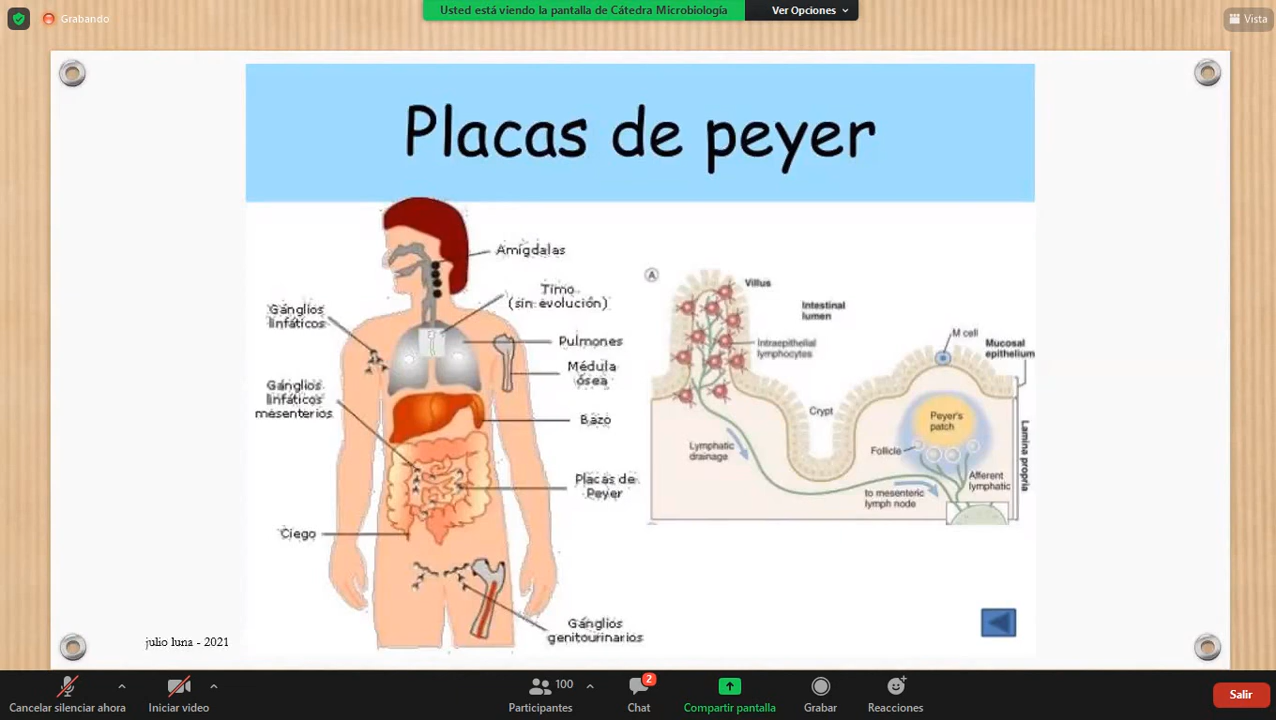 Grabando
Usted está viendo la pantalla de Cátedra Microbiología
Ver Opciones
Vista
Placas de peyer
Amígdalas
Timo
(sin evolución)
Gánglios
linfáticos
Pulmones
Médula
ósea
Gánglios
linfáticos
mesenterios
Bazo
Placas de
Peyer
Ciego
Gánglios
genitourinarios
A
Villus
Intestinal
lumen
Intraepithelial
lymphocytes
M cell
Mucosal
epithelium
Crypt
Peyer's
patch
Follicle
Lymphatic
drainage
Afferent
lymphatic
to mesenteric
lymph node
Lamina propria
julio luna - 2021
Cancelar silenciar ahora
Iniciar video
100
Participantes
2
Chat
Compartir pantalla
Grabar
Reacciones
Salir